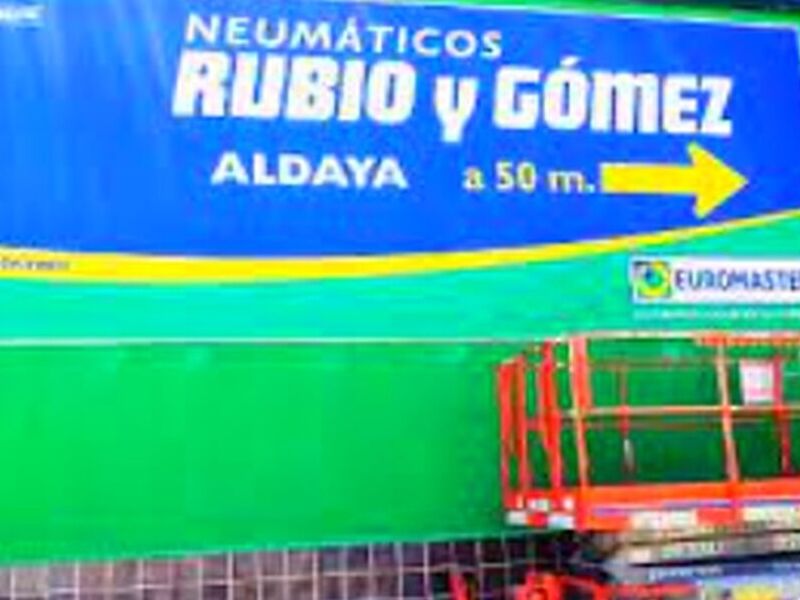 NEUMÁTICOS
RUBIO y GÓMEZ
ALDAYA a 50 m.
EUROMASTE